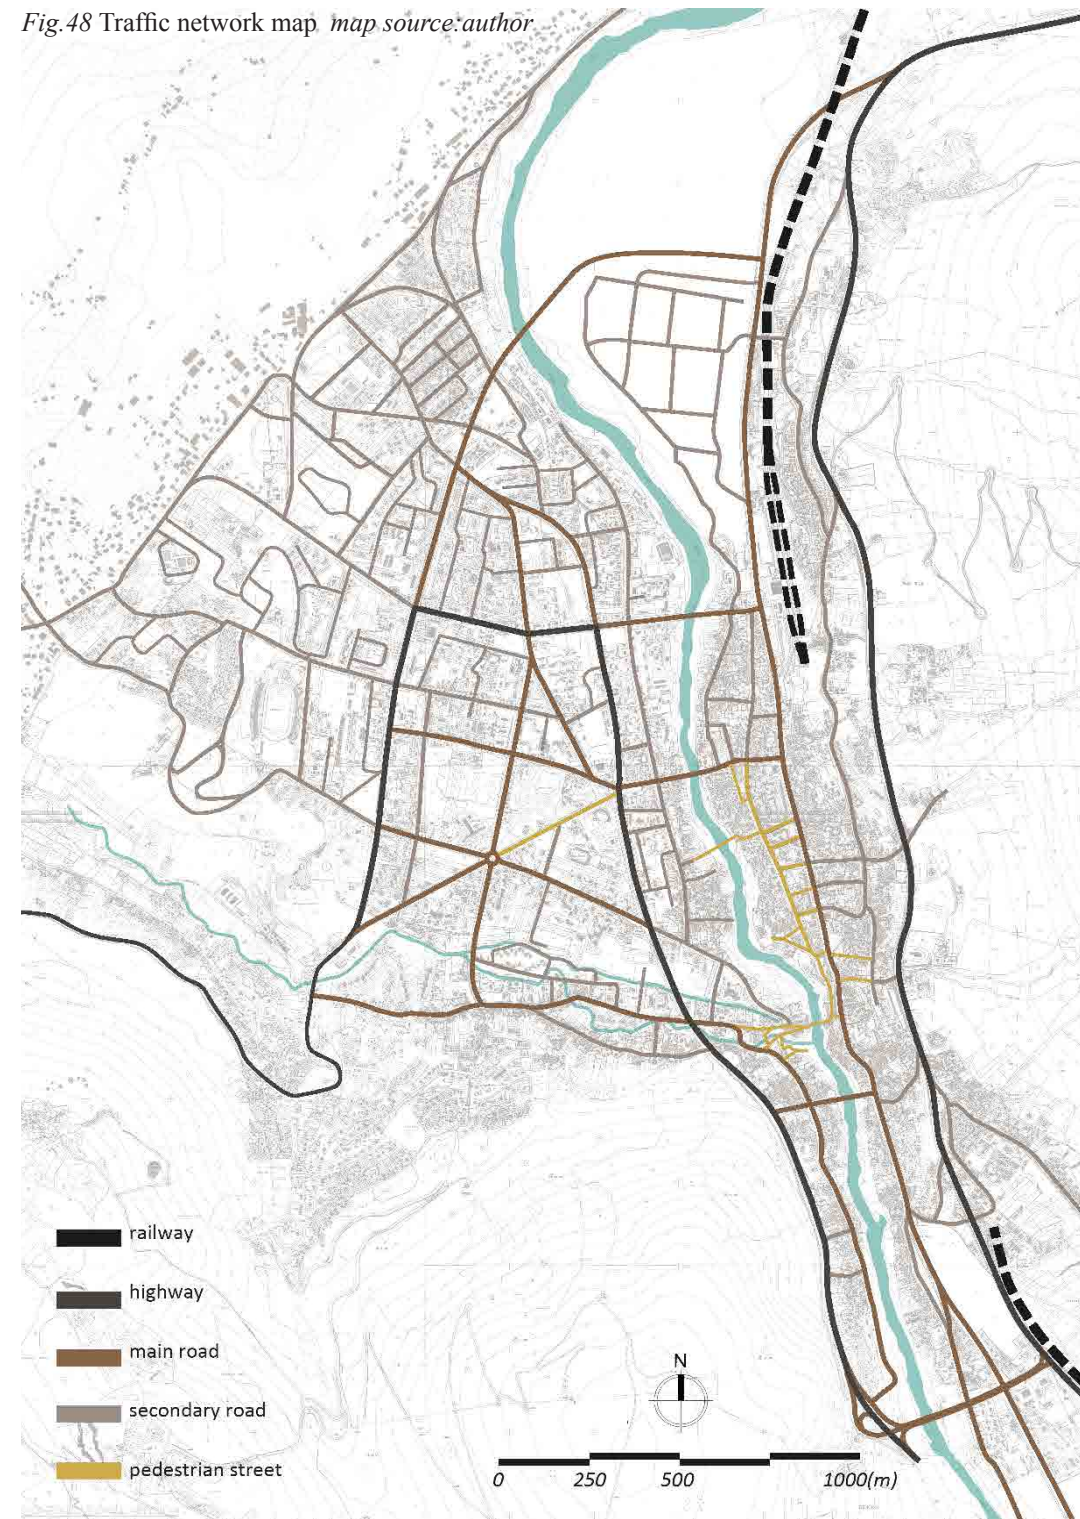 Fig.48 Traffic network map map source:author
railway
highway
main road
secondary road
pedestrian street
N
0 250 500 1000(m)